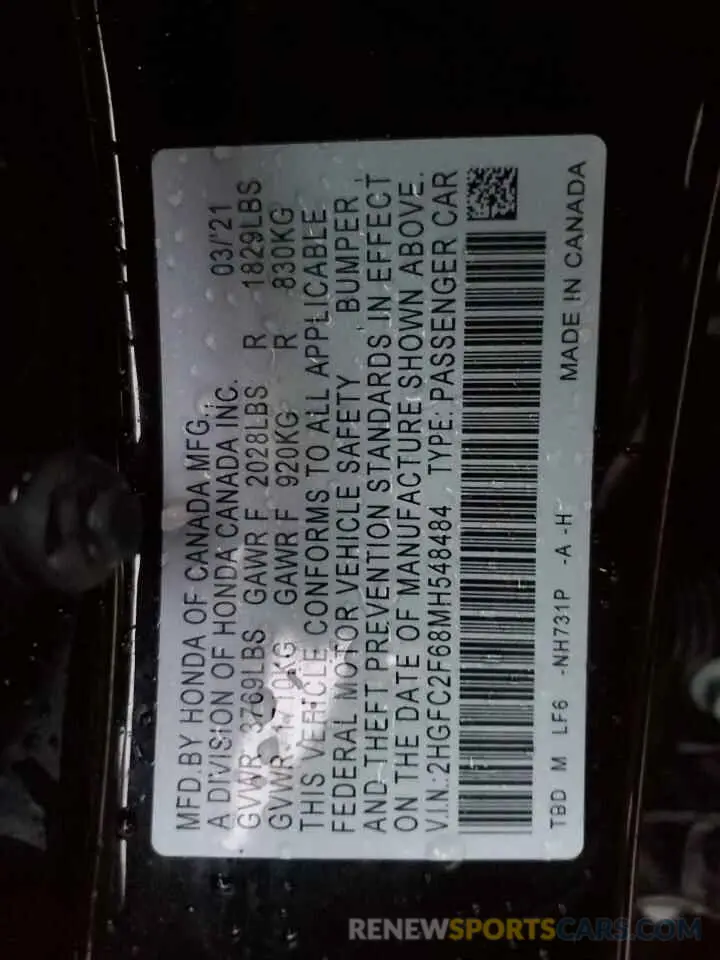 MFD.BY HONDA OF CANADA MFG.,
A DIVISION OF HONDA CANADA INC. 03/'21
GVWR 3769LBS GAWR F 2028LBS R 1829LBS
GVWR 1710KG GAWR F 920KG R 830KG
THIS VEHICLE CONFORMS TO ALL APPLICABLE
FEDERAL MOTOR VEHICLE SAFETY, BUMPER,
AND THEFT PREVENTION STANDARDS IN EFFECT
ON THE DATE OF MANUFACTURE SHOWN ABOVE.
V.I.N.:2HGFC2F68MH548484 TYPE: PASSENGER CAR
TBD M LF6 -NH731P -A -H MADE IN CANADA
RENEWSPORTSCARS.COM